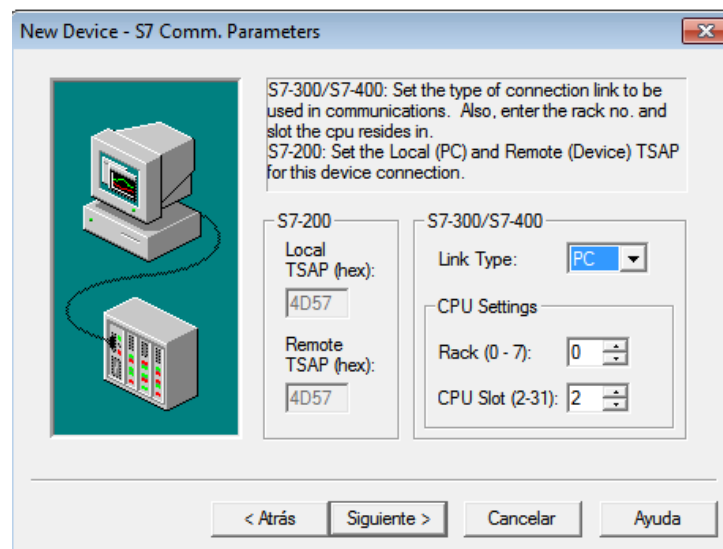 New Device - S7 Comm. Parameters
S7-300/S7-400: Set the type of connection link to be
used in communications. Also, enter the rack no. and
slot the cpu resides in.
S7-200: Set the Local (PC) and Remote (Device) TSAP
for this device connection.
S7-200
Local
TSAP (hex):
4D57
Remote
TSAP (hex):
4D57
S7-300/S7-400
Link Type: PC
CPU Settings
Rack (0 - 7): 0
CPU Slot (2-31): 2
< Atrás Siguiente > Cancelar Ayuda